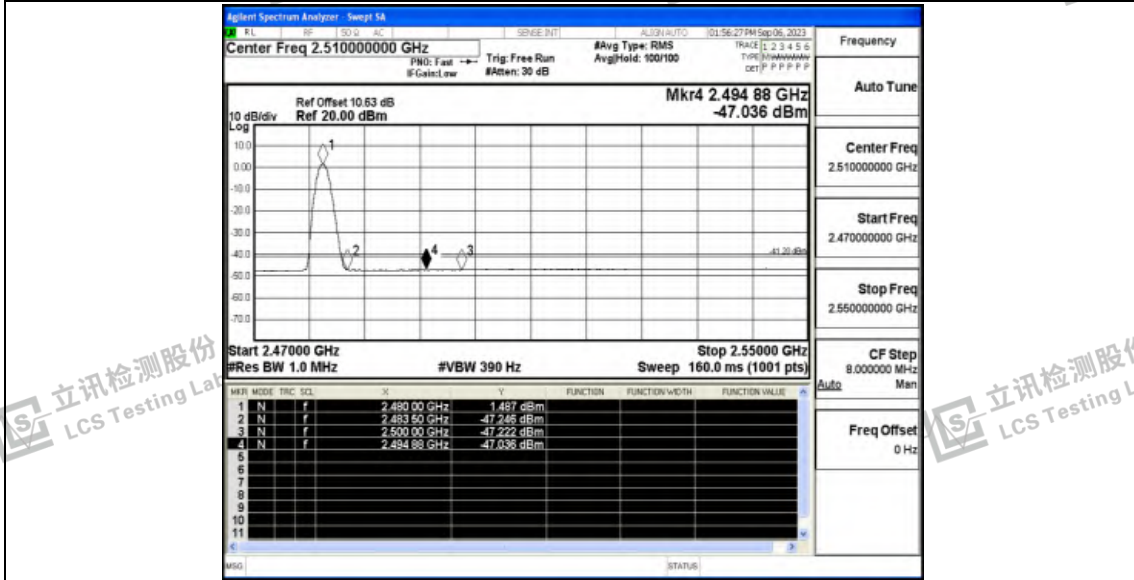 Agilent Spectrum Analyzer - Swept SA
RL RF 50 Ω AC SENSE:INT ALIGN AUTO 01:56:27 PM Sep 06, 2023
Center Freq 2.510000000 GHz
PNO: Fast
IFGain:Low
Trig: Free Run
#Atten: 30 dB
#Avg Type: RMS
Avg|Hold: 100/100
TRACE 1 2 3 4 5 6
TYPE
DET P P P P P P
Ref Offset 10.63 dB
Ref 20.00 dBm
10 dB/div
Log
Mkr4 2.494 88 GHz
-47.036 dBm
10.0
0.00
-10.0
-20.0
-30.0
-40.0
-50.0
-60.0
-70.0
1
2
4
3
-41.20 dBm
Start 2.47000 GHz
#Res BW 1.0 MHz
#VBW 390 Hz
Stop 2.55000 GHz
Sweep 160.0 ms (1001 pts)
MKR MODE TRC SCL X Y FUNCTION FUNCTION WIDTH FUNCTION VALUE
1 N f 2.480 00 GHz 1.487 dBm
2 N f 2.483 50 GHz -47.246 dBm
3 N f 2.500 00 GHz -47.222 dBm
4 N f 2.494 88 GHz -47.036 dBm
5
6
7
8
9
10
11
MSG STATUS
Frequency
Auto Tune
Center Freq
2.510000000 GHz
Start Freq
2.470000000 GHz
Stop Freq
2.550000000 GHz
CF Step
8.000000 MHz
Auto Man
Freq Offset
0 Hz
立讯检测股份
LCS Testing Lab
立讯检测股份
LCS Testing L